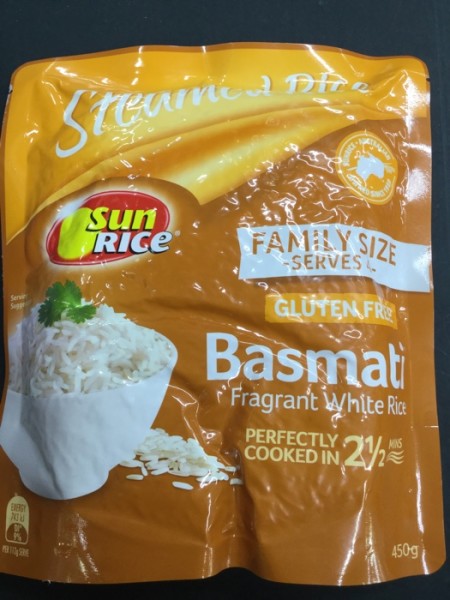 Steamed Rice
Sun
RICE
FAMILY SIZE
-SERVES 4-
GLUTEN FREE
Basmati
Fragrant White Rice
PERFECTLY
COOKED IN 2½ MINS
ENERGY
450g